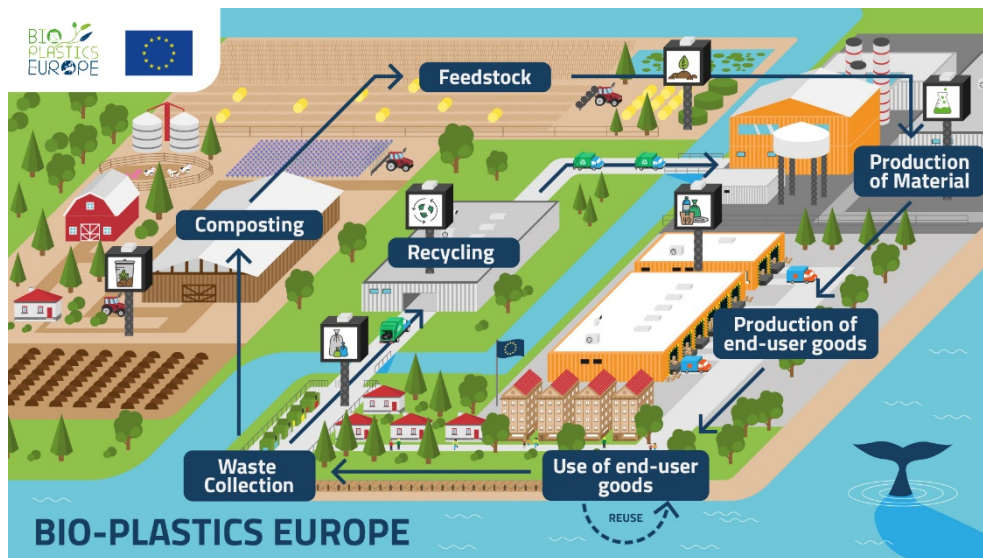 BIO
PLASTICS
EUROPE
Feedstock
Production
of Material
Composting
Recycling
Production of
end-user goods
Waste
Collection
Use of end-user
goods
REUSE
BIO-PLASTICS EUROPE